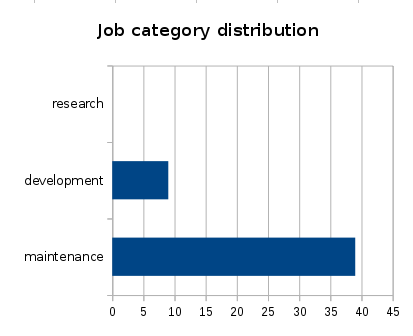 Job category distribution
research
development
maintenance
0 5 10 15 20 25 30 35 40 45